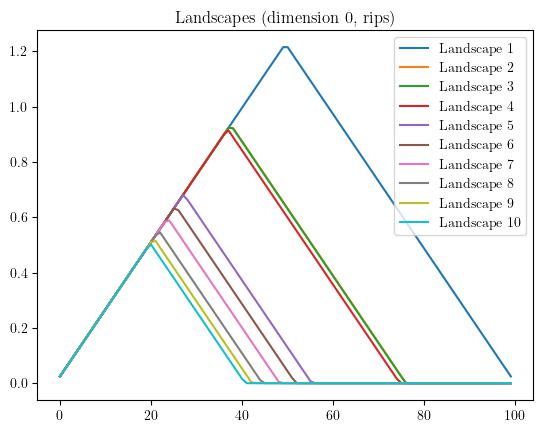 Landscapes (dimension 0, rips)
Landscape 1
Landscape 2
Landscape 3
Landscape 4
Landscape 5
Landscape 6
Landscape 7
Landscape 8
Landscape 9
Landscape 10
1.2
1.0
0.8
0.6
0.4
0.2
0.0
0 20 40 60 80 100